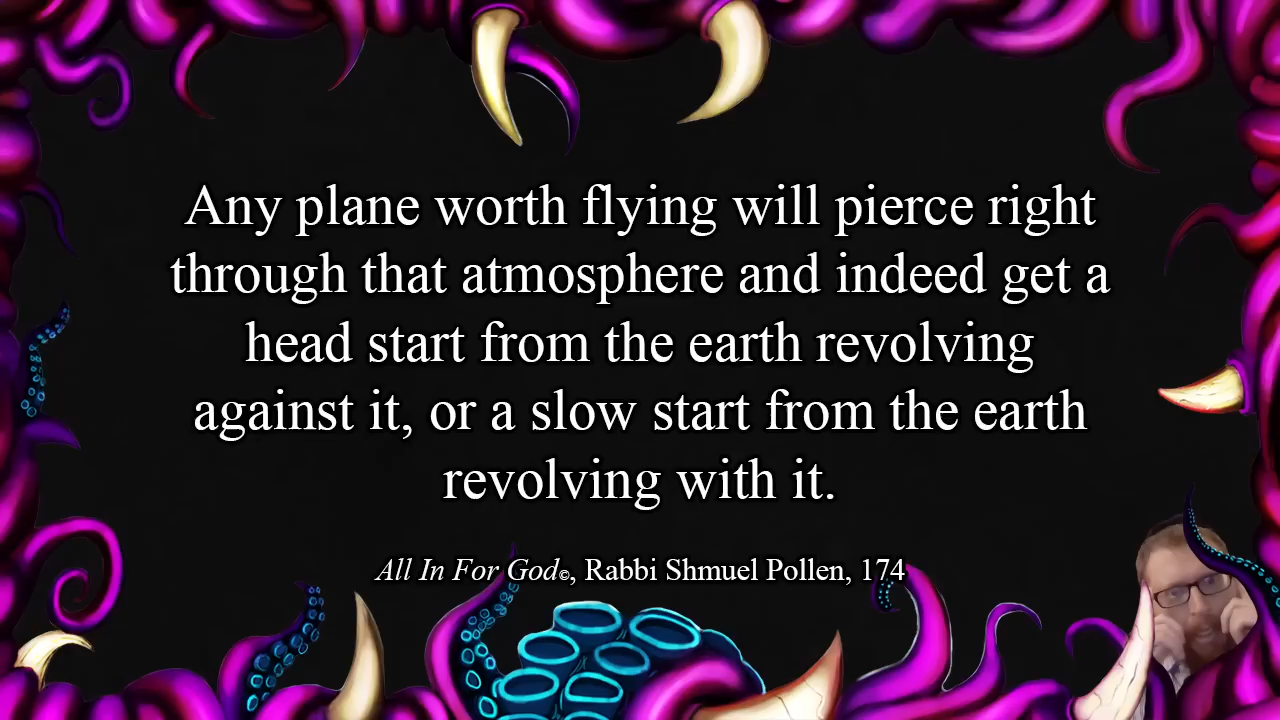 Any plane worth flying will pierce right
through that atmosphere and indeed get a
head start from the earth revolving
against it, or a slow start from the earth
revolving with it.
All In For God©, Rabbi Shmuel Pollen, 174